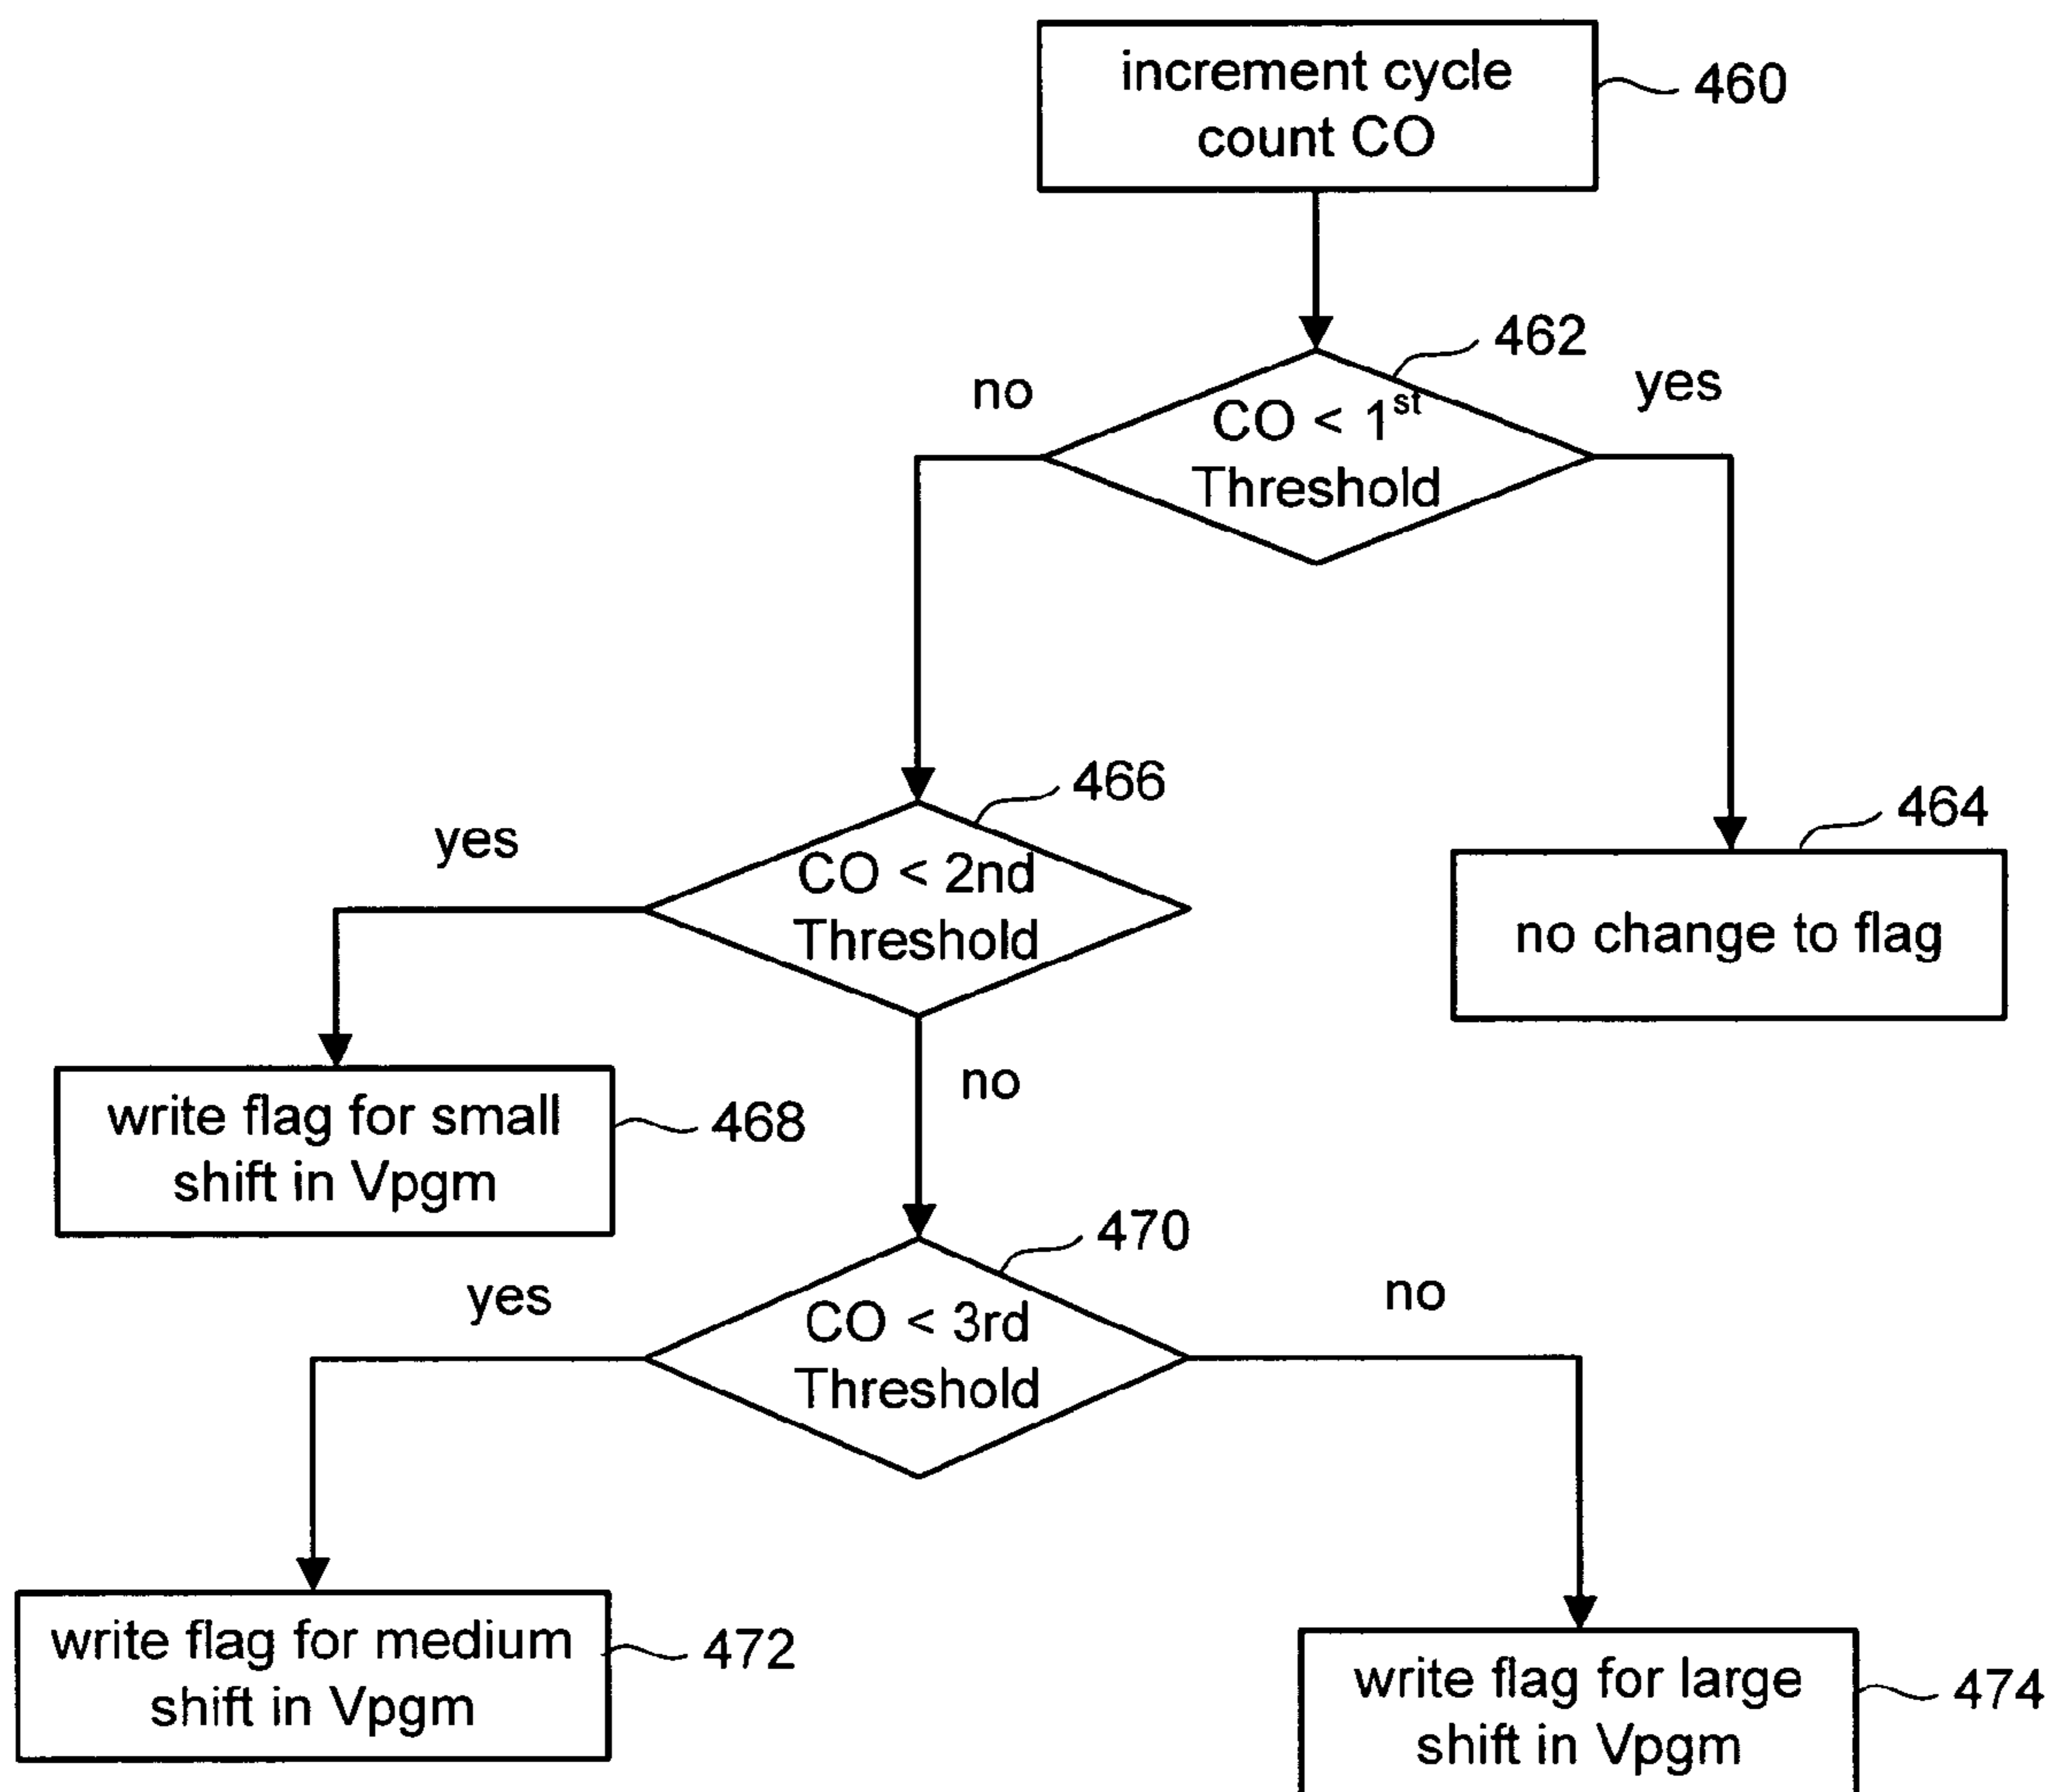 increment cycle
count CO
460
462
no
yes
CO < 1st
Threshold
466
464
yes
CO < 2nd
Threshold
no change to flag
no
write flag for small
shift in Vpgm
468
470
yes
no
CO < 3rd
Threshold
write flag for medium
shift in Vpgm
472
write flag for large
shift in Vpgm
474